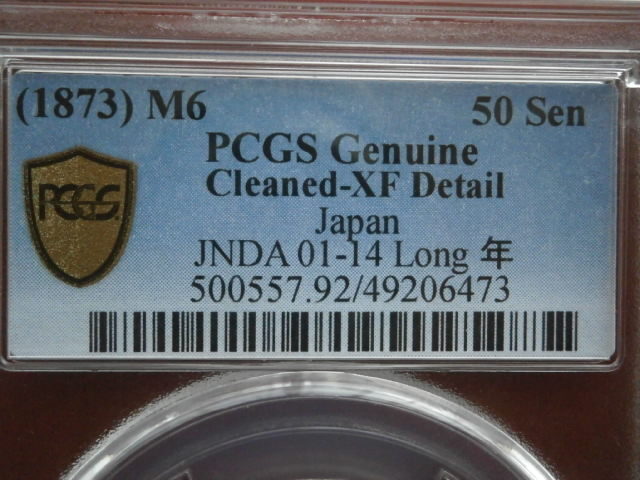 (1873) M6 50 Sen
PCGS Genuine
Cleaned-XF Detail
PCGS
Japan
JNDA 01-14 Long 年
500557.92/49206473